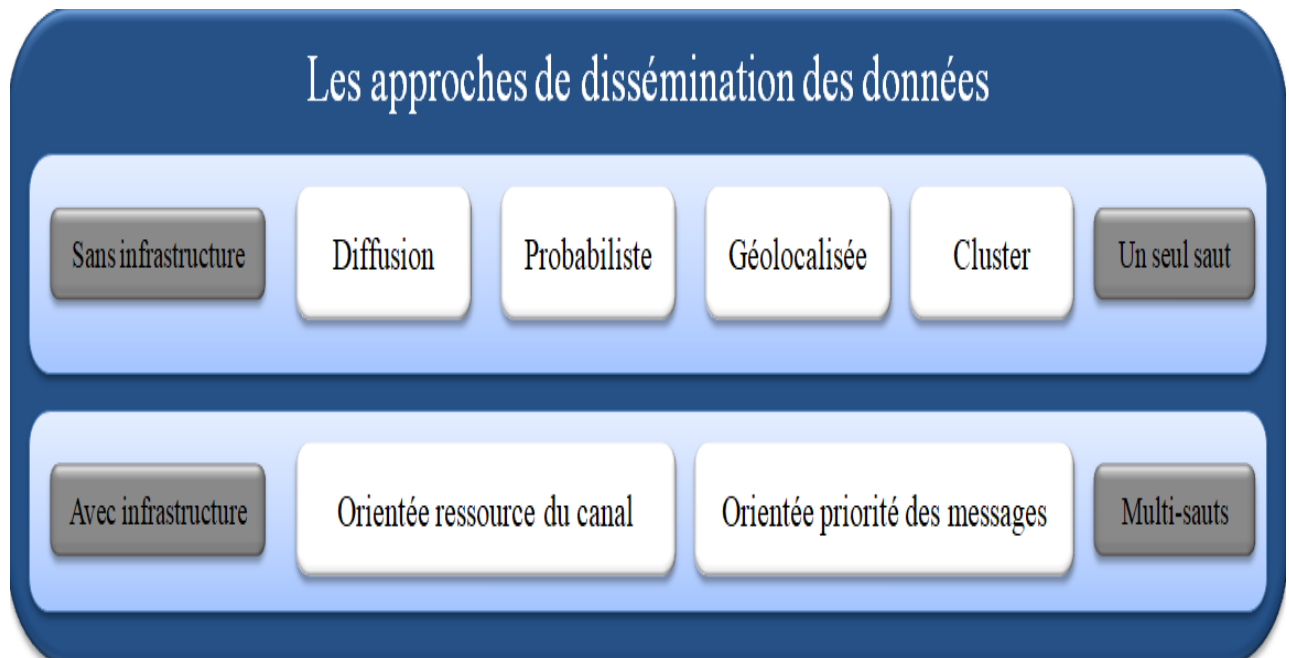 Les approches de dissémination des données
Sans infrastructure
Diffusion
Probabiliste
Géolocalisée
Cluster
Un seul saut
Avec infrastructure
Orientée ressource du canal
Orientée priorité des messages
Multi-sauts